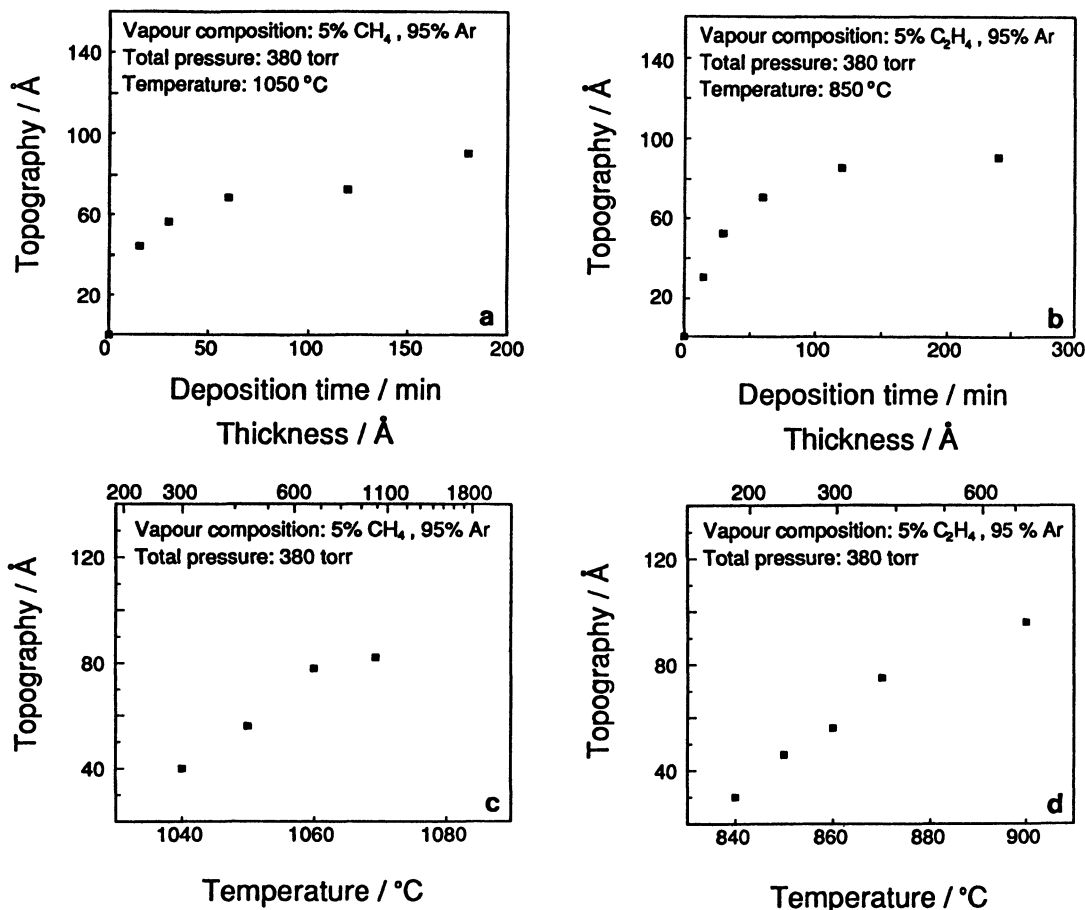 Vapour composition: 5% CH₄ , 95% Ar
Total pressure: 380 torr
Temperature: 1050 °C
Topography / Å
140
100
60
20
a
0 50 100 150 200
Deposition time / min
Vapour composition: 5% C₂H₄ , 95% Ar
Total pressure: 380 torr
Temperature: 850 °C
Topography / Å
140
100
60
20
b
0 100 200 300
Deposition time / min
Thickness / Å
200 300 600 1100 1800
Vapour composition: 5% CH₄ , 95% Ar
Total pressure: 380 torr
Topography / Å
120
80
40
c
1040 1060 1080
Temperature / °C
Thickness / Å
200 300 600
Vapour composition: 5% C₂H₄ , 95 % Ar
Total pressure: 380 torr
Topography / Å
120
80
40
d
840 860 880 900
Temperature / °C